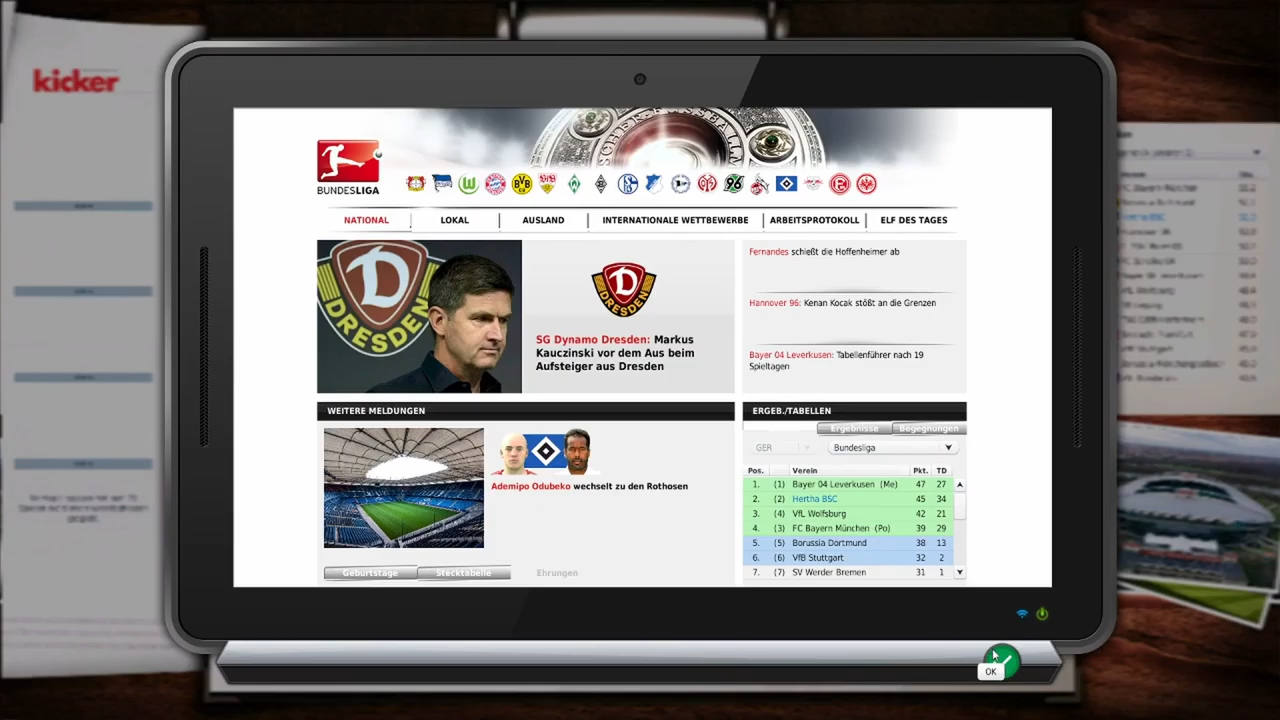 kicker
BUNDESLIGA
NATIONAL
LOKAL
AUSLAND
INTERNATIONALE WETTBEWERBE
ARBEITSPROTOKOLL
ELF DES TAGES
DRESDEN
DRESDEN
SG Dynamo Dresden: Markus
Kauczinski vor dem Aus beim
Aufsteiger aus Dresden
Fernandes schießt die Hoffenheimer ab
Hannover 96: Kenan Kocak stößt an die Grenzen
Bayer 04 Leverkusen: Tabellenführer nach 19
Spieltagen
WEITERE MELDUNGEN
Ademipo Odubeko wechselt zu den Rothosen
Geburtstage
Stecktabelle
Ehrungen
ERGEB./TABELLEN
Ergebnisse
Begegnungen
GER
Bundesliga
Pos. Verein Pkt. TD
1. (1) Bayer 04 Leverkusen (Me) 47 27
2. (2) Hertha BSC 45 34
3. (4) VfL Wolfsburg 42 21
4. (3) FC Bayern München (Po) 39 29
5. (5) Borussia Dortmund 38 13
6. (6) VfB Stuttgart 32 2
7. (7) SV Werder Bremen 31 1
OK